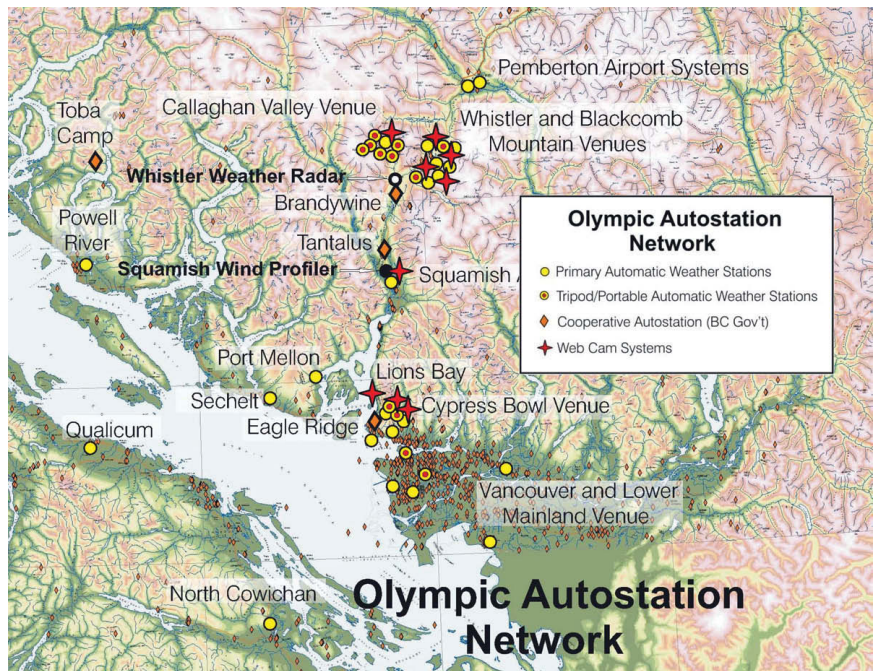 Pemberton Airport Systems
Callaghan Valley Venue
Toba
Camp
Whistler and Blackcomb
Mountain Venues
Whistler Weather Radar
Brandywine
Powell
River
Tantalus
Squamish Wind Profiler
Squamish
Olympic Autostation
Network
Primary Automatic Weather Stations
Tripod/Portable Automatic Weather Stations
Cooperative Autostation (BC Gov't)
Web Cam Systems
Port Mellon
Lions Bay
Sechelt
Cypress Bowl Venue
Eagle Ridge
Qualicum
Vancouver and Lower
Mainland Venue
North Cowichan
Olympic Autostation
Network